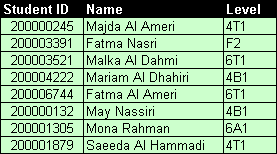 Student ID Name Level
200000245 Majda Al Ameri 4T1
200003391 Fatma Nasri F2
200003521 Malka Al Dahmi 6T1
200004222 Mariam Al Dhahiri 4B1
200006744 Fatma Al Ameri 6T1
200000132 May Nassiri 4B1
200001305 Mona Rahman 6A1
200001879 Saeeda Al Hammadi 4T1